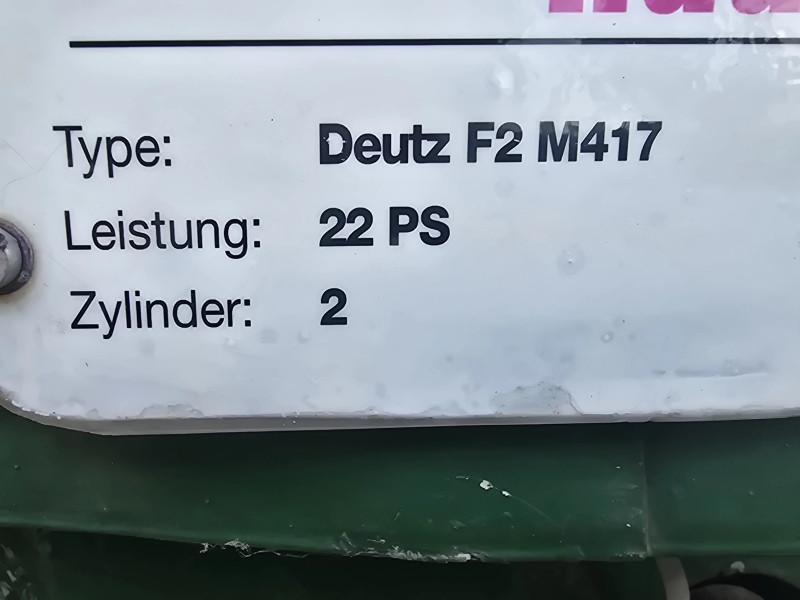 Type: Deutz F2 M417
Leistung: 22 PS
Zylinder: 2